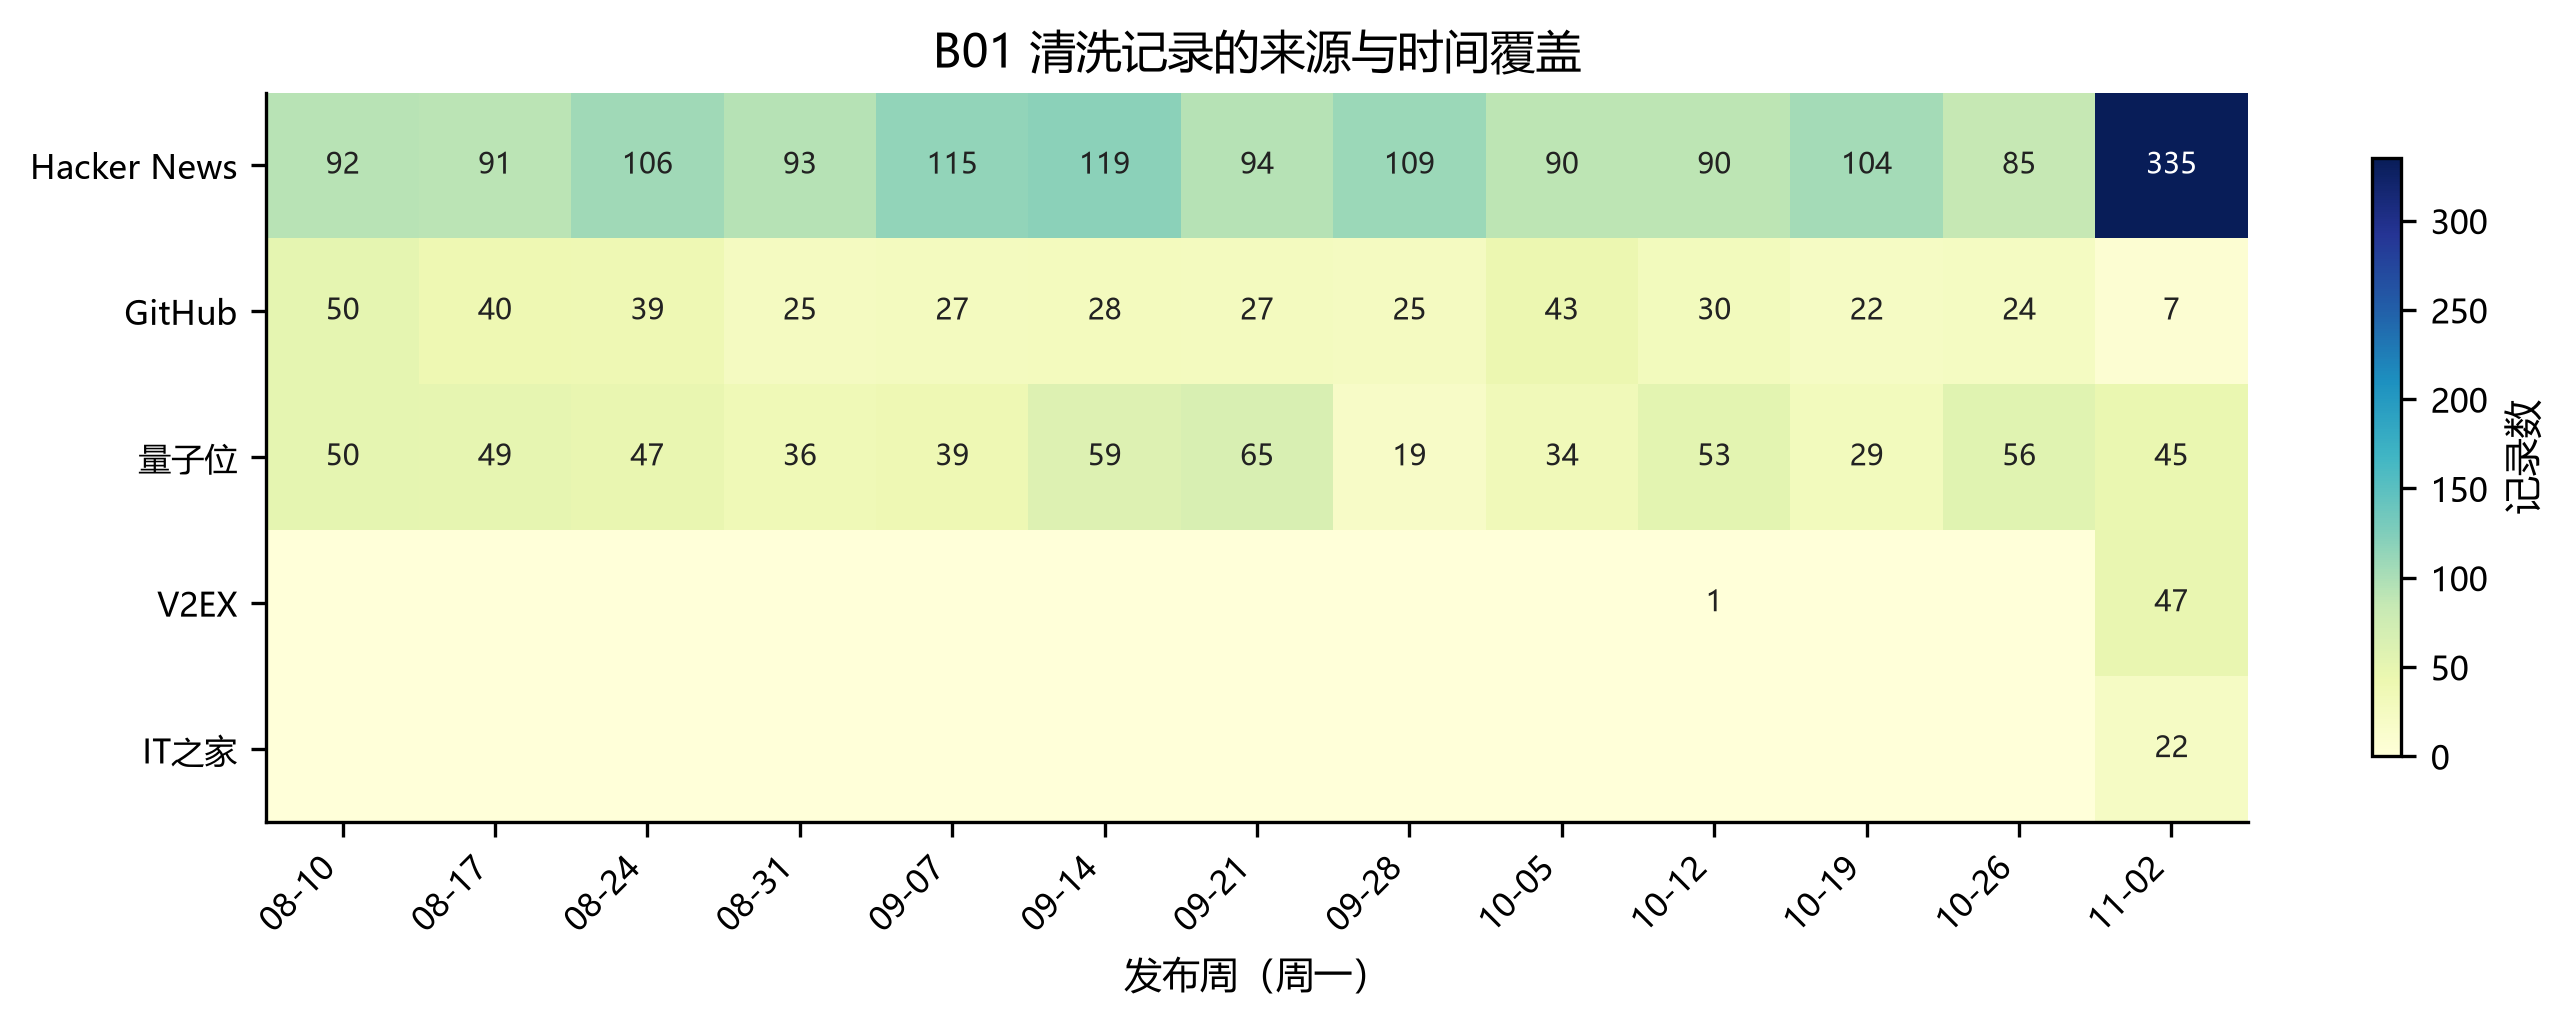 B01 清洗记录的来源与时间覆盖
Hacker News 92 91 106 93 115 119 94 109 90 90 104 85 335
GitHub 50 40 39 25 27 28 27 25 43 30 22 24 7
量子位 50 49 47 36 39 59 65 19 34 53 29 56 45
V2EX 1 47
IT之家 22
08-10 08-17 08-24 08-31 09-07 09-14 09-21 09-28 10-05 10-12 10-19 10-26 11-02
发布周（周一）
300
250
200
150
100
50
0
记录数